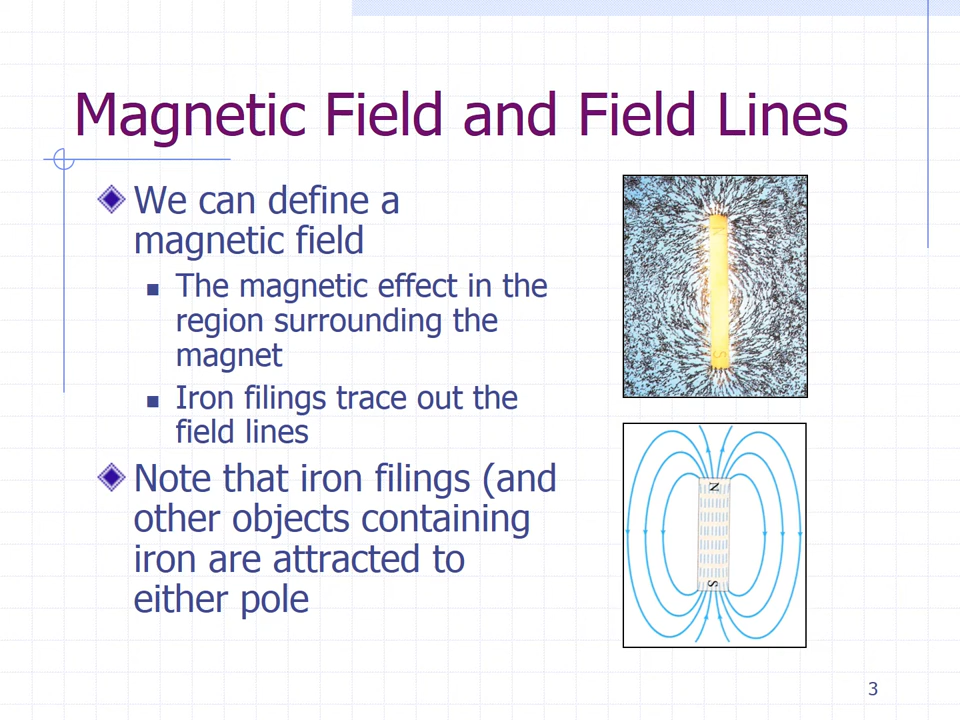 Magnetic Field and Field Lines
We can define a
magnetic field
The magnetic effect in the
region surrounding the
magnet
Iron filings trace out the
field lines
Note that iron filings (and
other objects containing
iron are attracted to
either pole
N
S
N
S
3